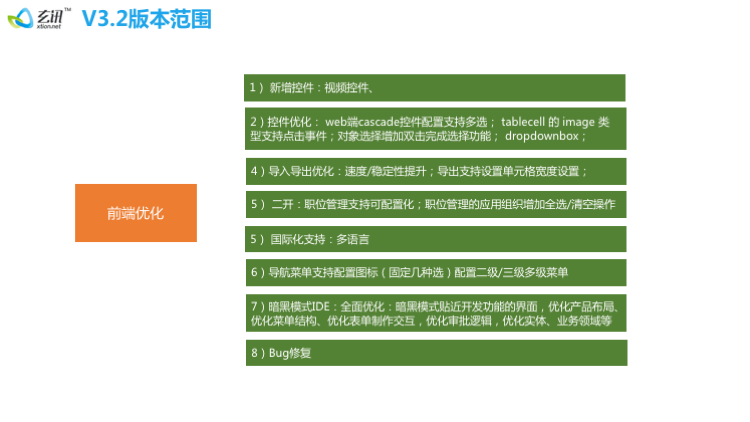 玄讯™
xtion.net
V3.2版本范围
前端优化
1） 新增控件：视频控件、
2）控件优化： web端cascade控件配置支持多选； tablecell 的 image 类
型支持点击事件；对象选择增加双击完成选择功能； dropdownbox；
4）导入导出优化：速度/稳定性提升；导出支持设置单元格宽度设置；
5） 二开：职位管理支持可配置化；职位管理的应用组织增加全选/清空操作
5） 国际化支持：多语言
6）导航菜单支持配置图标（固定几种选）配置二级/三级多级菜单
7）暗黑模式IDE：全面优化：暗黑模式贴近开发功能的界面，优化产品布局、
优化菜单结构、优化表单制作交互，优化审批逻辑，优化实体、业务领域等
8）Bug修复